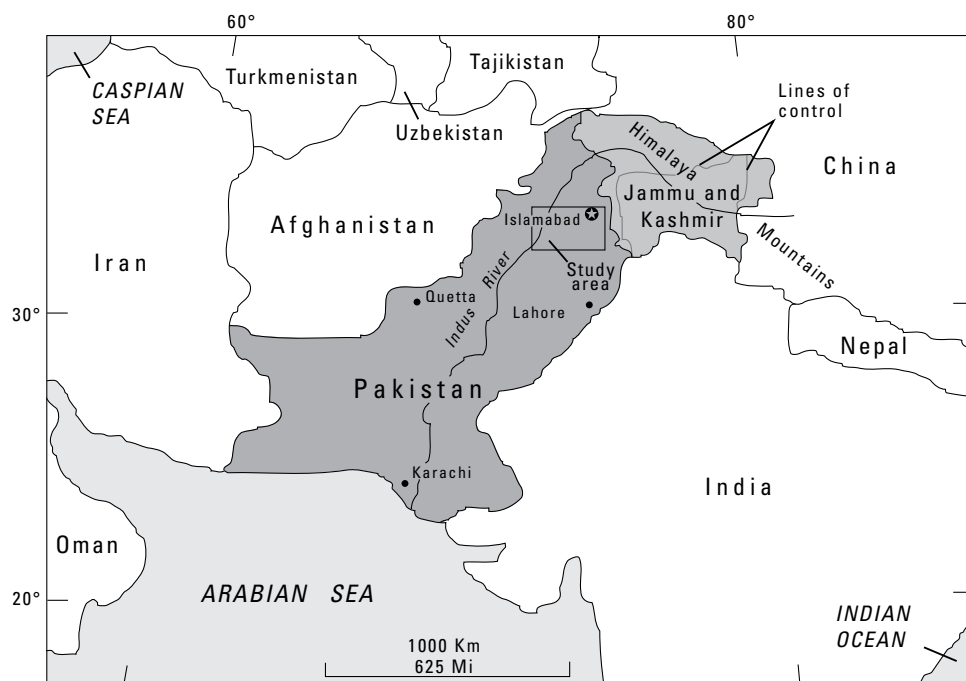 60°
80°
CASPIAN
SEA
Turkmenistan
Tajikistan
Uzbekistan
Lines of
control
Himalaya
China
Jammu and
Kashmir
Afghanistan
Islamabad
Iran
Mountains
Study
area
Indus River
Quetta
30°
Lahore
Nepal
Pakistan
Karachi
India
Oman
20°
ARABIAN SEA
INDIAN
OCEAN
1000 Km
625 Mi